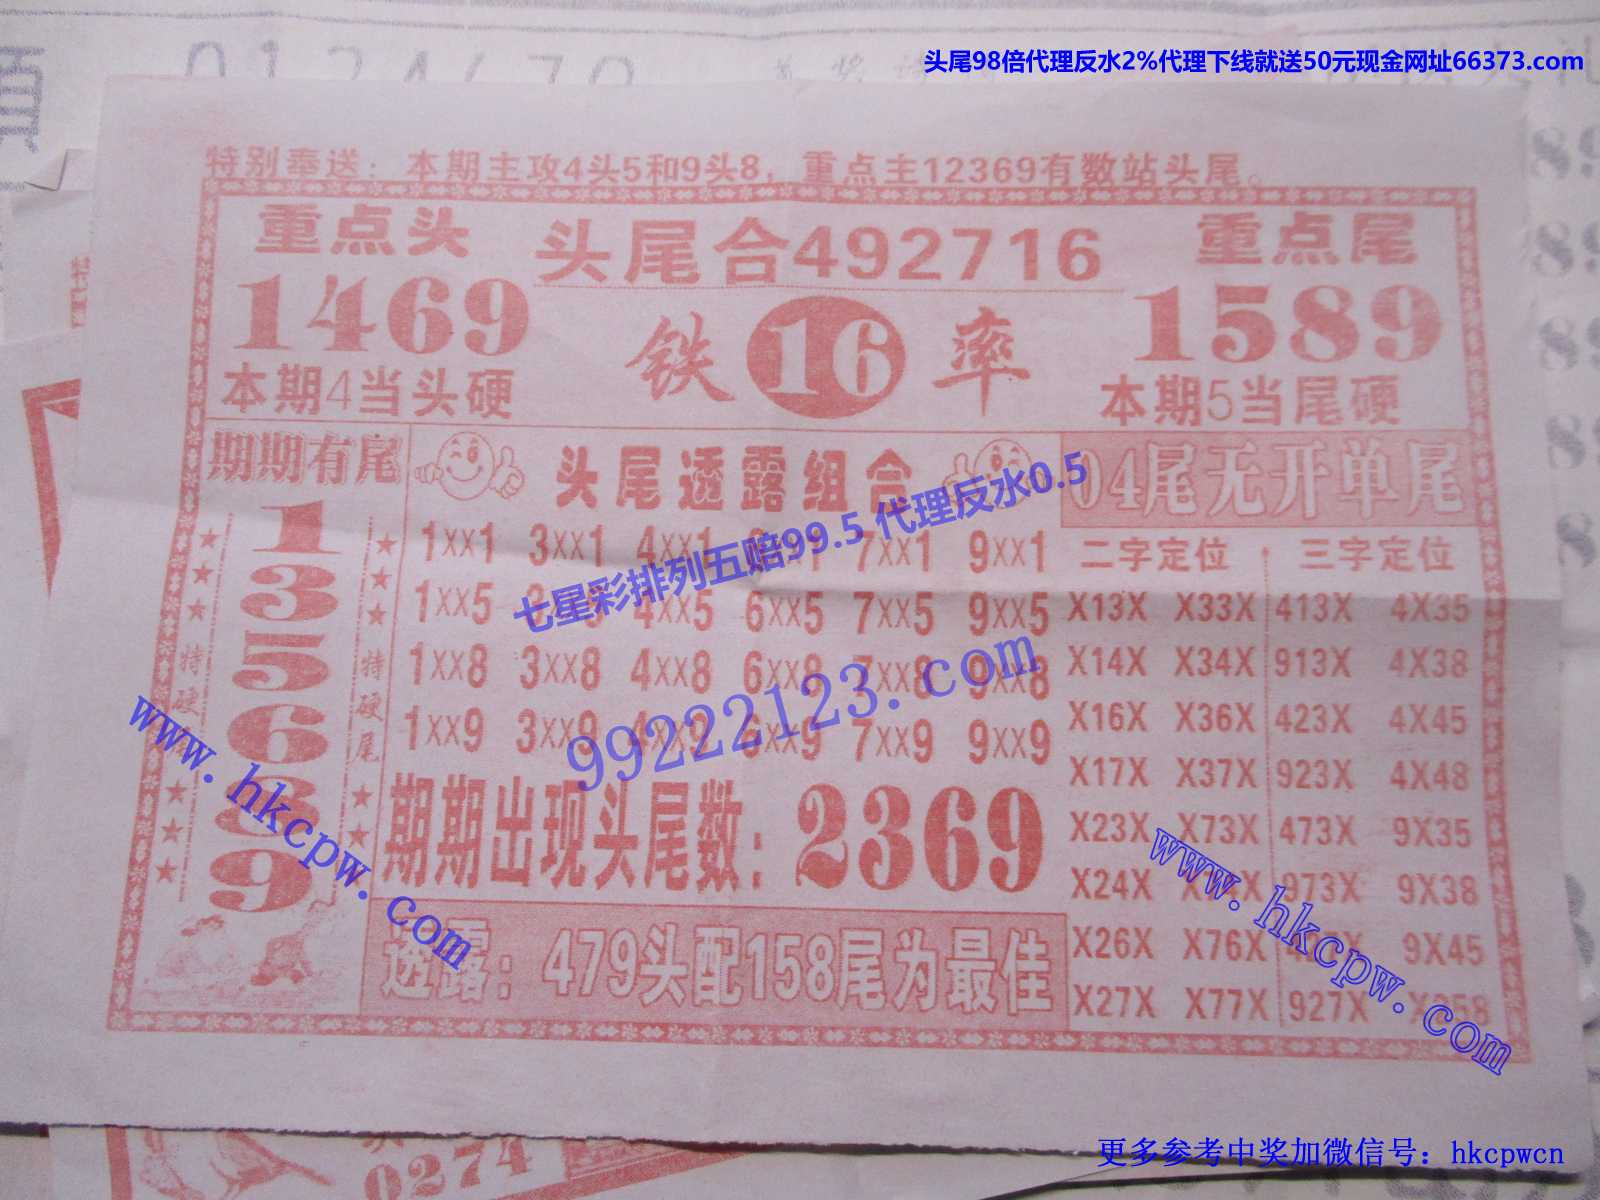 头尾98倍代理反水2%代理下线就送50元现金网址66373.com
特别奉送：本期主攻4头5和9头8，重点主12369有数站头尾。
重点头
1469
本期4当头硬
头尾合492716
铁 16 率
重点尾
1589
本期5当尾硬
期期有尾
1
3
5
6
8
9
特硬
特硬尾
头尾透露组合
1xx1 3xx1 4xx1 7xx1 9xx1
1xx5 4xx5 6xx5 7xx5 9xx5
1xx8 3xx8 4xx8 6xx8 7xx8 9xx8
1xx9 3xx9 4xx9 6xx9 7xx9 9xx9
期期出现头尾数：2369
透露：479头配158尾为最佳
04尾无开单尾
二字定位 三字定位
X13X X33X 413X 4X35
X14X X34X 913X 4X38
X16X X36X 423X 4X45
X17X X37X 923X 4X48
X23X X73X 473X 9X35
X24X 973X 9X38
X26X X76X 9X45
X27X X77X 927X
七星彩排列五赔99.5 代理反水0.5
99222123.com
www.hkcpw.com
www.hkcpw.com
0274
更多参考中奖加微信号：hkcpwcn